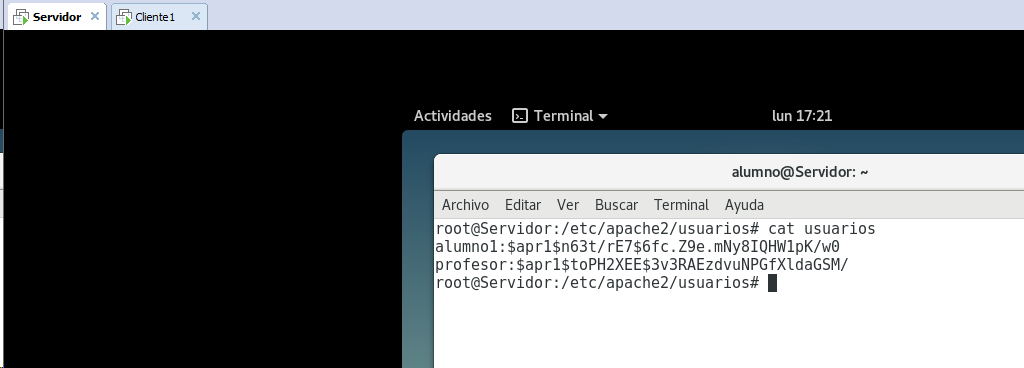 Servidor Cliente1
Actividades Terminal lun 17:21
alumno@Servidor: ~
Archivo Editar Ver Buscar Terminal Ayuda
root@Servidor:/etc/apache2/usuarios# cat usuarios
alumno1:$apr1$n63t/rE7$6fc.Z9e.mNy8IQHW1pK/w0
profesor:$apr1$toPH2XEE$3v3RAEzdvuNPGfXldaGSM/
root@Servidor:/etc/apache2/usuarios#